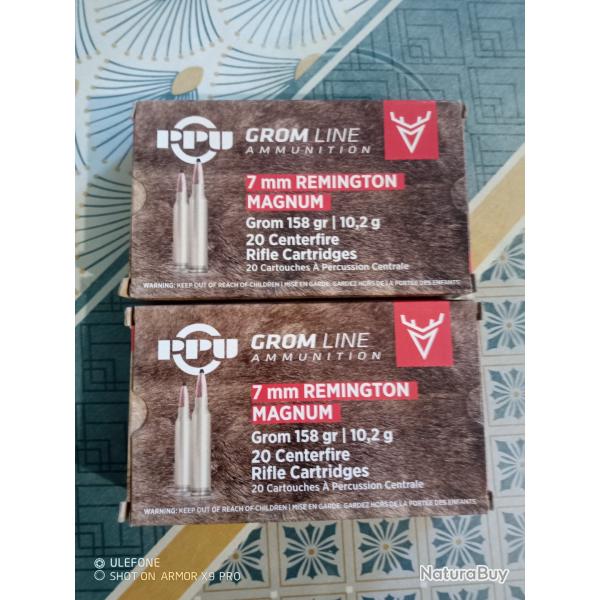 PPU GROM LINE
AMMUNITION
7 mm REMINGTON
MAGNUM
Grom 158 gr | 10,2 g
20 Centerfire
Rifle Cartridges
20 Cartouches À Percussion Centrale
WARNING: KEEP OUT OF REACH OF CHILDREN | MISE EN GARDE: GARDEZ HORS DE LA PORTÉE DES ENFANTS
PPU GROM LINE
AMMUNITION
7 mm REMINGTON
MAGNUM
Grom 158 gr | 10,2 g
20 Centerfire
Rifle Cartridges
20 Cartouches À Percussion Centrale
WARNING: KEEP OUT OF REACH OF CHILDREN | MISE EN GARDE: GARDEZ HORS DE LA PORTÉE DES ENFANTS
ULEFONE
SHOT ON ARMOR X9 PRO
NaturaBuy